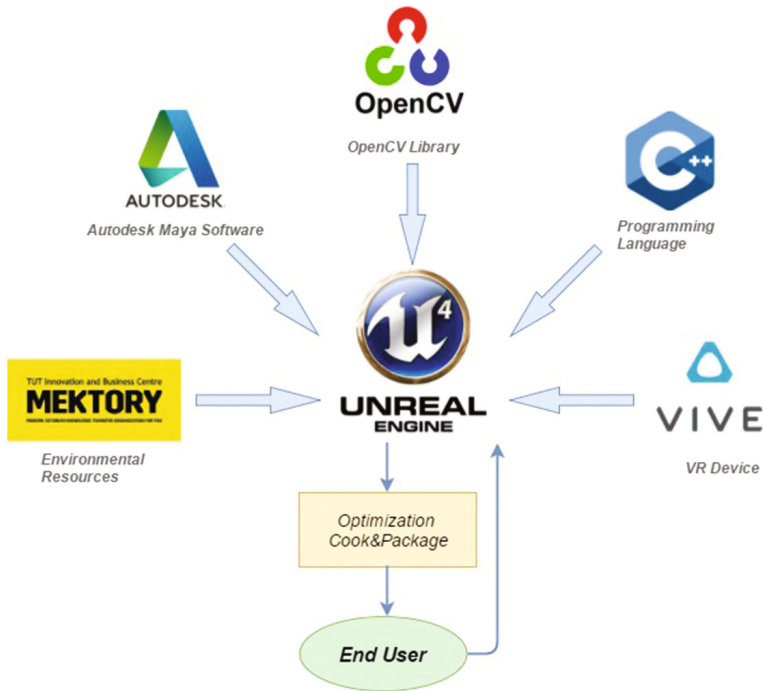 OpenCV
OpenCV Library
AUTODESK
Autodesk Maya Software
C++
Programming
Language
U4
UNREAL
ENGINE
TUT Innovation and Business Centre
MEKTORY
Environmental
Resources
VIVE
VR Device
Optimization
Cook&Package
End User